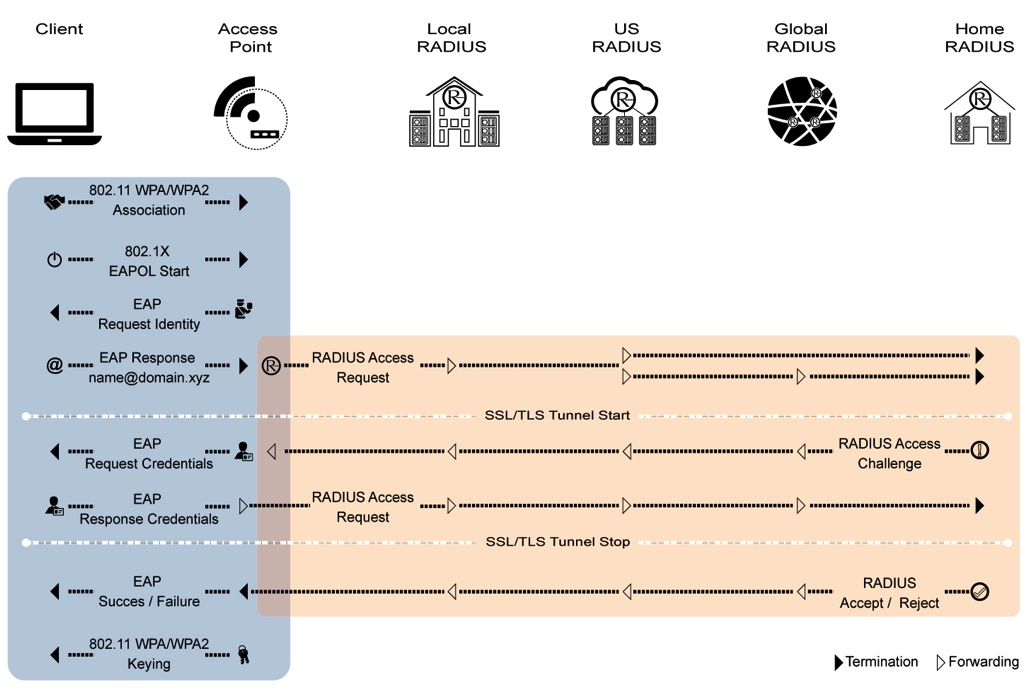 Client
Access
Point
Local
RADIUS
US
RADIUS
Global
RADIUS
Home
RADIUS
R
R
R
R
R
R
802.11 WPA/WPA2
Association
802.1X
EAPOL Start
EAP
Request Identity
@
EAP Response
name@domain.xyz
R
RADIUS Access
Request
SSL/TLS Tunnel Start
EAP
Request Credentials
RADIUS Access
Challenge
EAP
Response Credentials
RADIUS Access
Request
SSL/TLS Tunnel Stop
EAP
Succes / Failure
RADIUS
Accept / Reject
802.11 WPA/WPA2
Keying
Termination
Forwarding